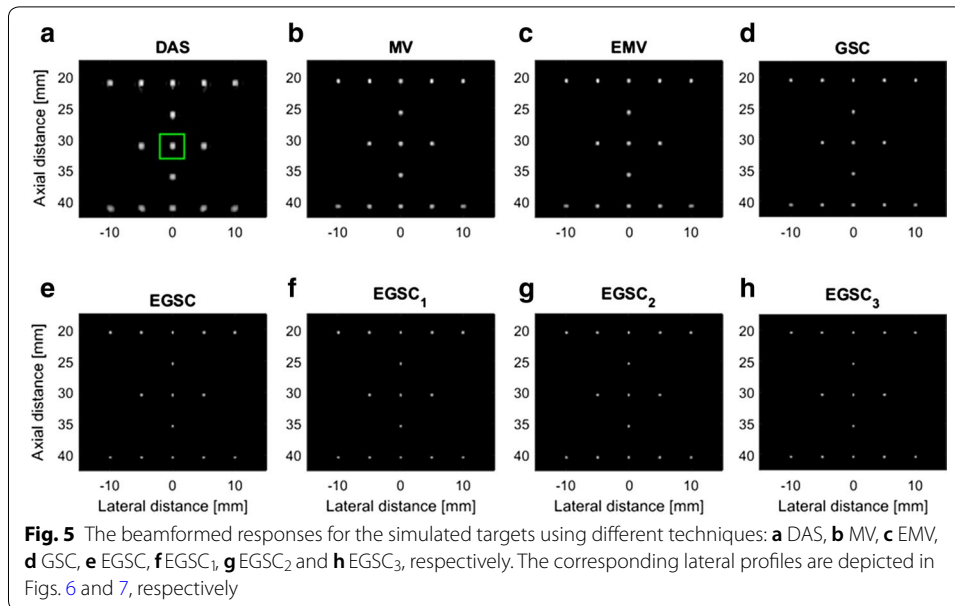 a b c d
DAS MV EMV GSC
Axial distance [mm]
20 20 20 20
25 25 25 25
30 30 30 30
35 35 35 35
40 40 40 40
-10 0 10 -10 0 10 -10 0 10 -10 0 10
e f g h
EGSC EGSC₁ EGSC₂ EGSC₃
Axial distance [mm]
20 20 20 20
25 25 25 25
30 30 30 30
35 35 35 35
40 40 40 40
-10 0 10 -10 0 10 -10 0 10 -10 0 10
Lateral distance [mm] Lateral distance [mm] Lateral distance [mm] Lateral distance [mm]
Fig. 5 The beamformed responses for the simulated targets using different techniques: a DAS, b MV, c EMV,
d GSC, e EGSC, f EGSC₁, g EGSC₂ and h EGSC₃, respectively. The corresponding lateral profiles are depicted in
Figs. 6 and 7, respectively